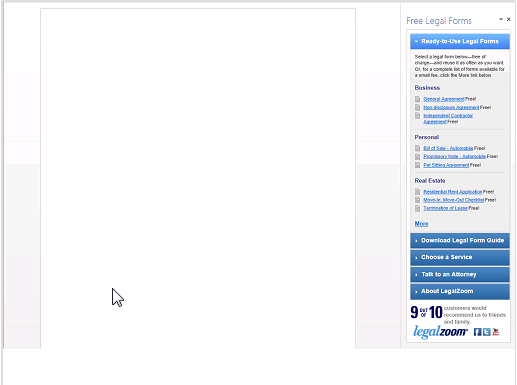 Free Legal Forms
Ready-to-Use Legal Forms
Select a legal form below—free of
charge—and reuse it as often as you want.
Or, for a complete list of forms available for
a small fee, click the More link below.
Business
General Agreement Free!
Non-disclosure Agreement Free!
Independent Contractor
Agreement Free!
Personal
Bill of Sale - Automobile Free!
Promissory Note - Automobile Free!
Pet Sitting Agreement Free!
Real Estate
Residential Rent Application Free!
Move-In, Move-Out Checklist Free!
Termination of Lease Free!
More
Download Legal Form Guide
Choose a Service
Talk to an Attorney
About LegalZoom
9 OUT OF 10 customers would
recommend us to friends
and family.
legalzoom